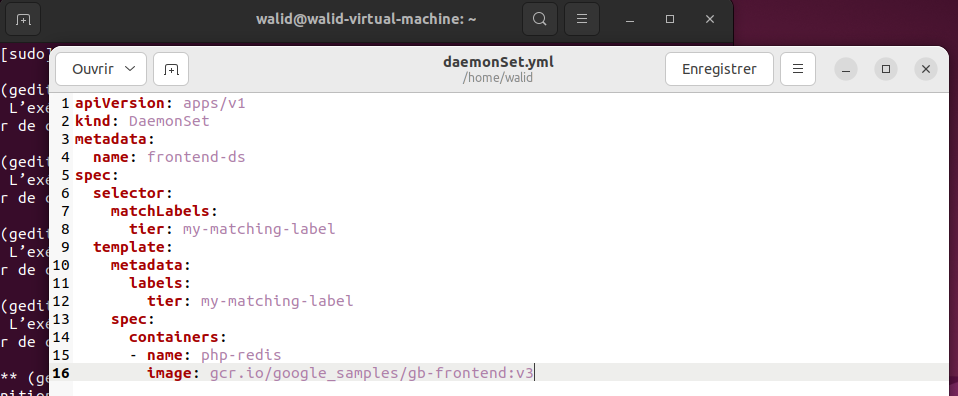 walid@walid-virtual-machine: ~
[sudo]
Ouvrir
daemonSet.yml
/home/walid
Enregistrer
(gedit
L'exe
r de
(gedit
L'exe
r de
(gedit
L'exe
r de
(gedit
L'exe
r de
** (ge
1 apiVersion: apps/v1
2 kind: DaemonSet
3 metadata:
4   name: frontend-ds
5 spec:
6   selector:
7     matchLabels:
8       tier: my-matching-label
9   template:
10     metadata:
11       labels:
12         tier: my-matching-label
13     spec:
14       containers:
15       - name: php-redis
16         image: gcr.io/google_samples/gb-frontend:v3